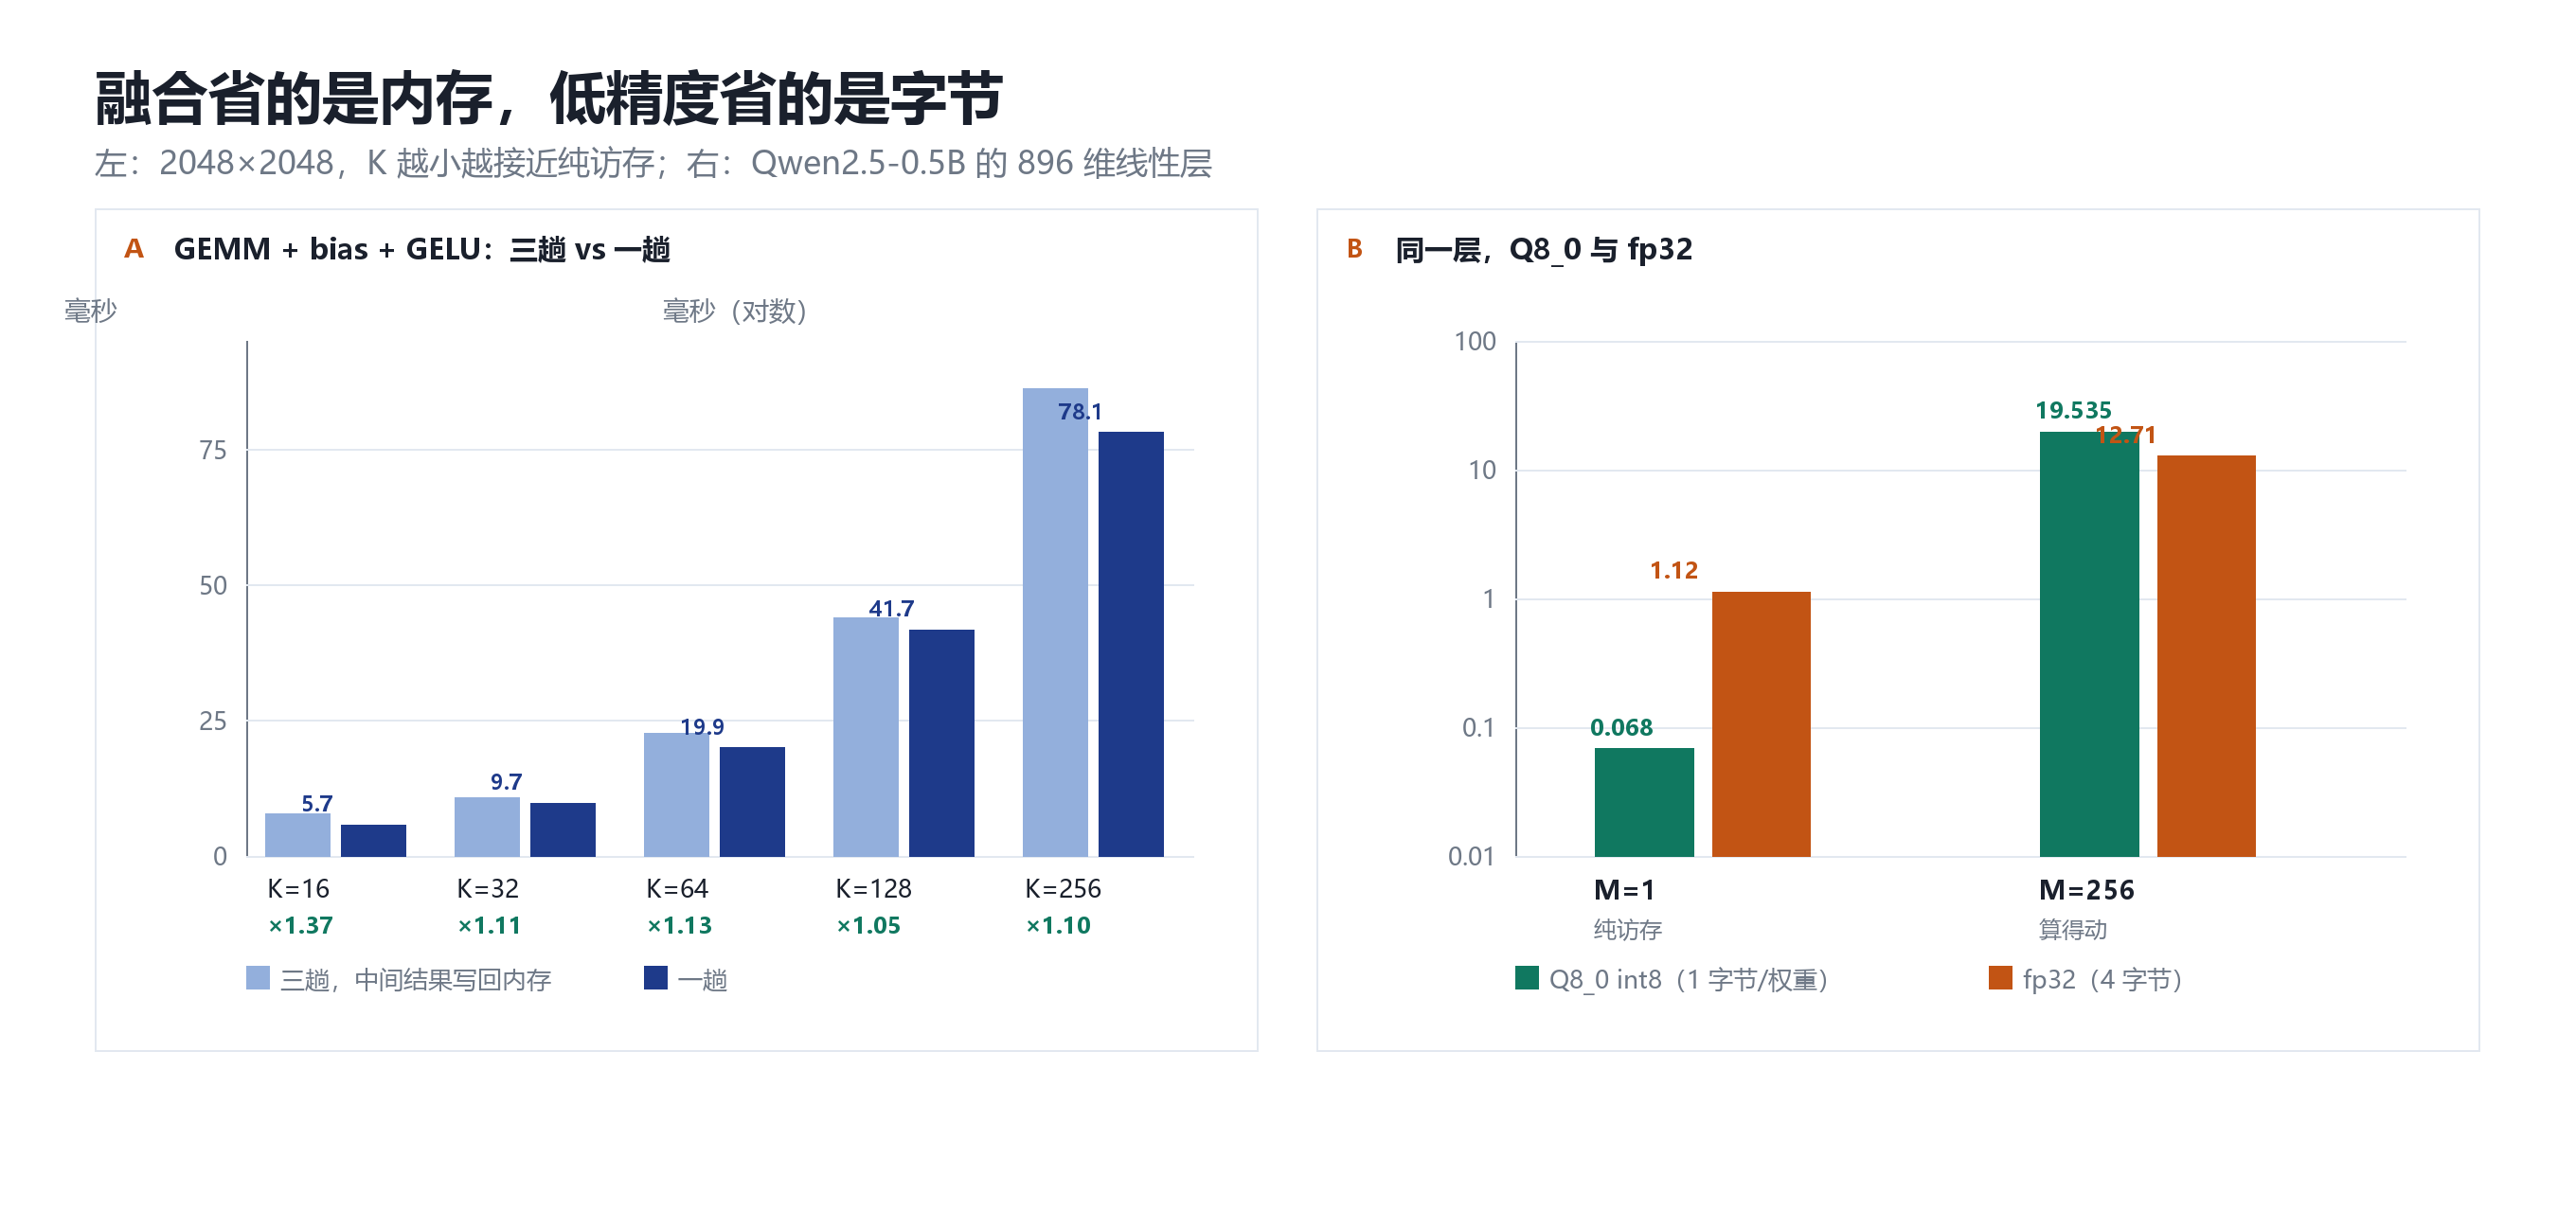 融合省的是内存，低精度省的是字节
左：2048×2048，K 越小越接近纯访存；右：Qwen2.5-0.5B 的 896 维线性层
A GEMM + bias + GELU：三趟 vs 一趟
毫秒
毫秒（对数）
75
50
25
0
5.7
9.7
19.9
41.7
78.1
K=16 K=32 K=64 K=128 K=256
×1.37 ×1.11 ×1.13 ×1.05 ×1.10
三趟，中间结果写回内存 一趟
B 同一层，Q8_0 与 fp32
100
10
1
0.1
0.01
0.068
1.12
19.535
12.71
M=1 M=256
纯访存 算得动
Q8_0 int8（1 字节/权重） fp32（4 字节）